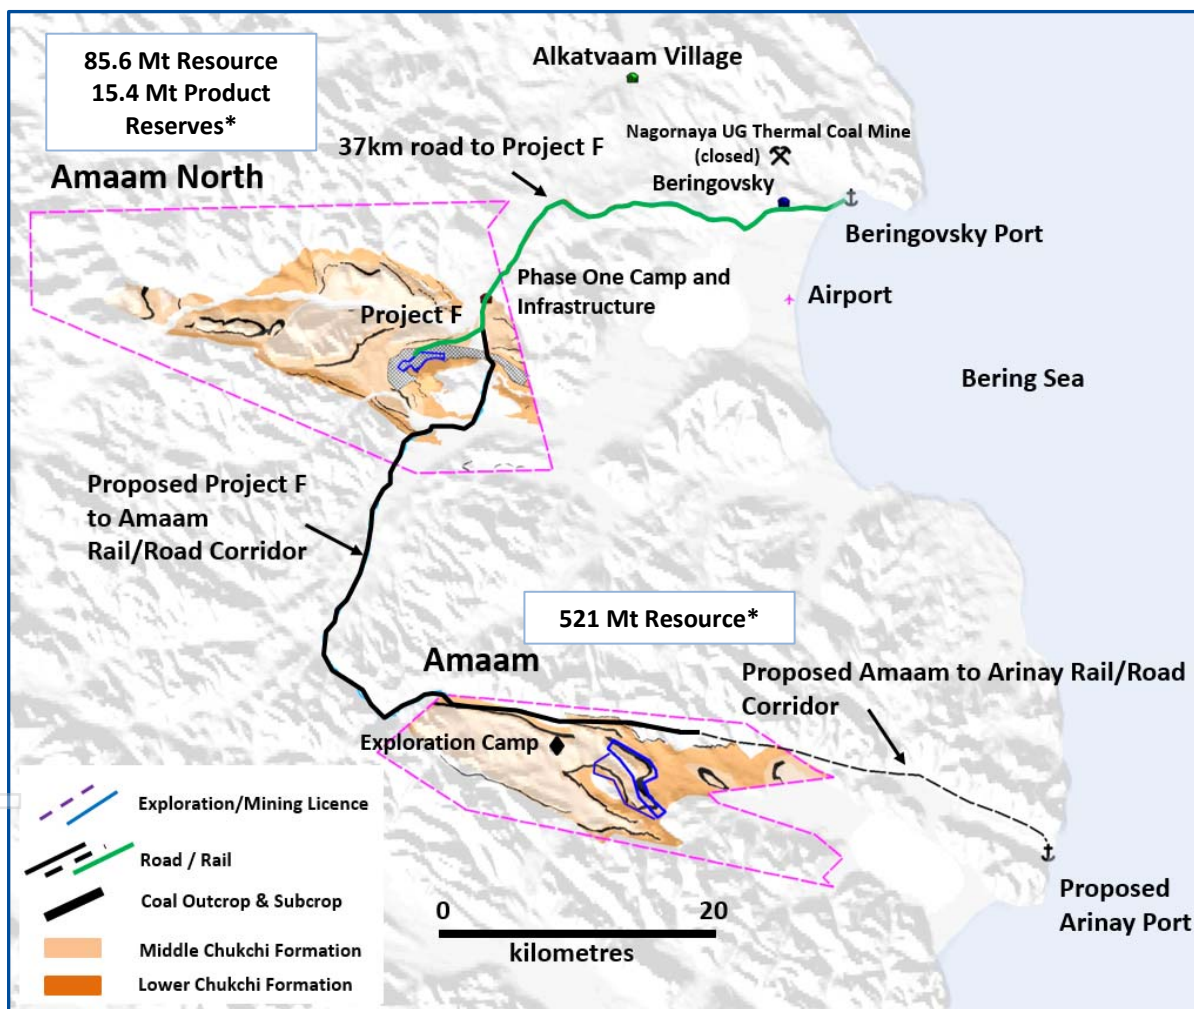 85.6 Mt Resource
15.4 Mt Product
Reserves*
Alkatvaam Village
Nagornaya UG Thermal Coal Mine
(closed)
37km road to Project F
Beringovsky
Amaam North
Beringovsky Port
Phase One Camp and
Infrastructure
Airport
Project F
Bering Sea
Proposed Project F
to Amaam
Rail/Road Corridor
521 Mt Resource*
Amaam
Proposed Amaam to Arinay Rail/Road
Corridor
Exploration Camp
Exploration/Mining Licence
Road / Rail
Coal Outcrop & Subcrop
Middle Chukchi Formation
Lower Chukchi Formation
0 20
kilometres
Proposed
Arinay Port